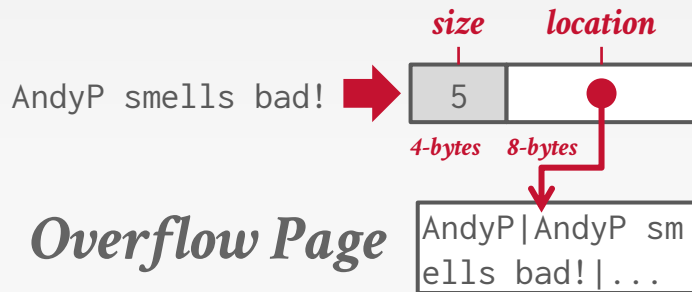 size location
AndyP smells bad! 5
4-bytes 8-bytes
Overflow Page
AndyP|AndyP sm
ells bad!|...